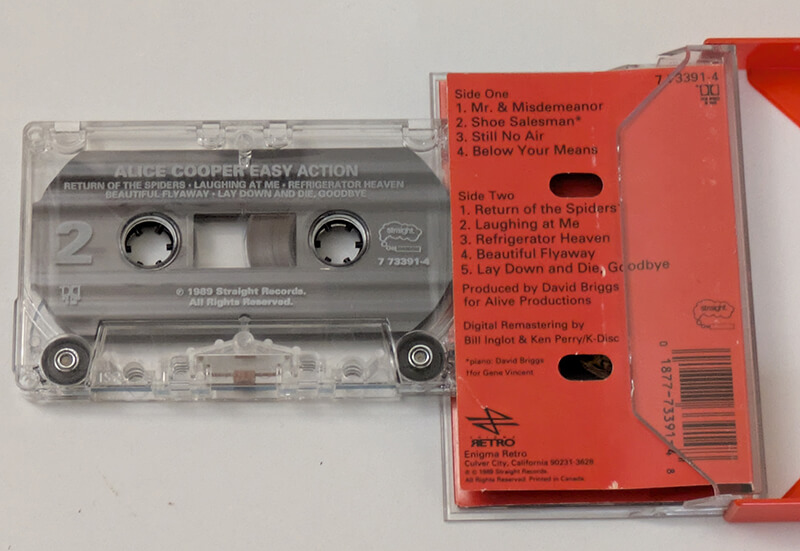 ALICE COOPER EASY ACTION
RETURN OF THE SPIDERS • LAUGHING AT ME • REFRIGERATOR HEAVEN
BEAUTIFUL FLYAWAY • LAY DOWN AND DIE, GOODBYE
2
straight
7 73391-4
℗ 1989 Straight Records.
All Rights Reserved.
7 73391-4
Side One
1. Mr. & Misdemeanor
2. Shoe Salesman*
3. Still No Air
4. Below Your Means
Side Two
1. Return of the Spiders†
2. Laughing at Me
3. Refrigerator Heaven
4. Beautiful Flyaway
5. Lay Down and Die, Goodbye
Produced by David Briggs
for Alive Productions
Digital Remastering by
Bill Inglot & Ken Perry/K-Disc
*piano: David Briggs
†for Gene Vincent
straight
0 1877-73391-4 8
RETRO
Enigma Retro
Culver City, California 90231-3628
℗ © 1989 Straight Records.
All Rights Reserved. Printed in Canada.